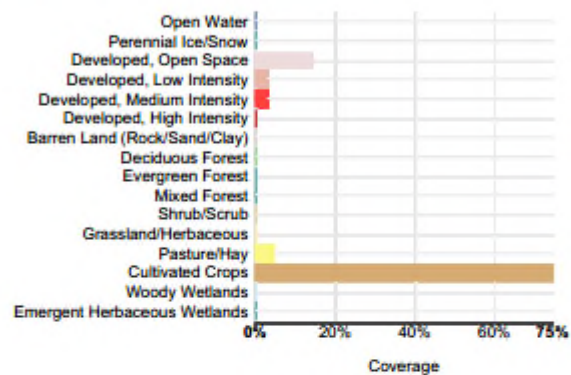 Open Water
Perennial Ice/Snow
Developed, Open Space
Developed, Low Intensity
Developed, Medium Intensity
Developed, High Intensity
Barren Land (Rock/Sand/Clay)
Deciduous Forest
Evergreen Forest
Mixed Forest
Shrub/Scrub
Grassland/Herbaceous
Pasture/Hay
Cultivated Crops
Woody Wetlands
Emergent Herbaceous Wetlands
0% 20% 40% 60% 75%
Coverage